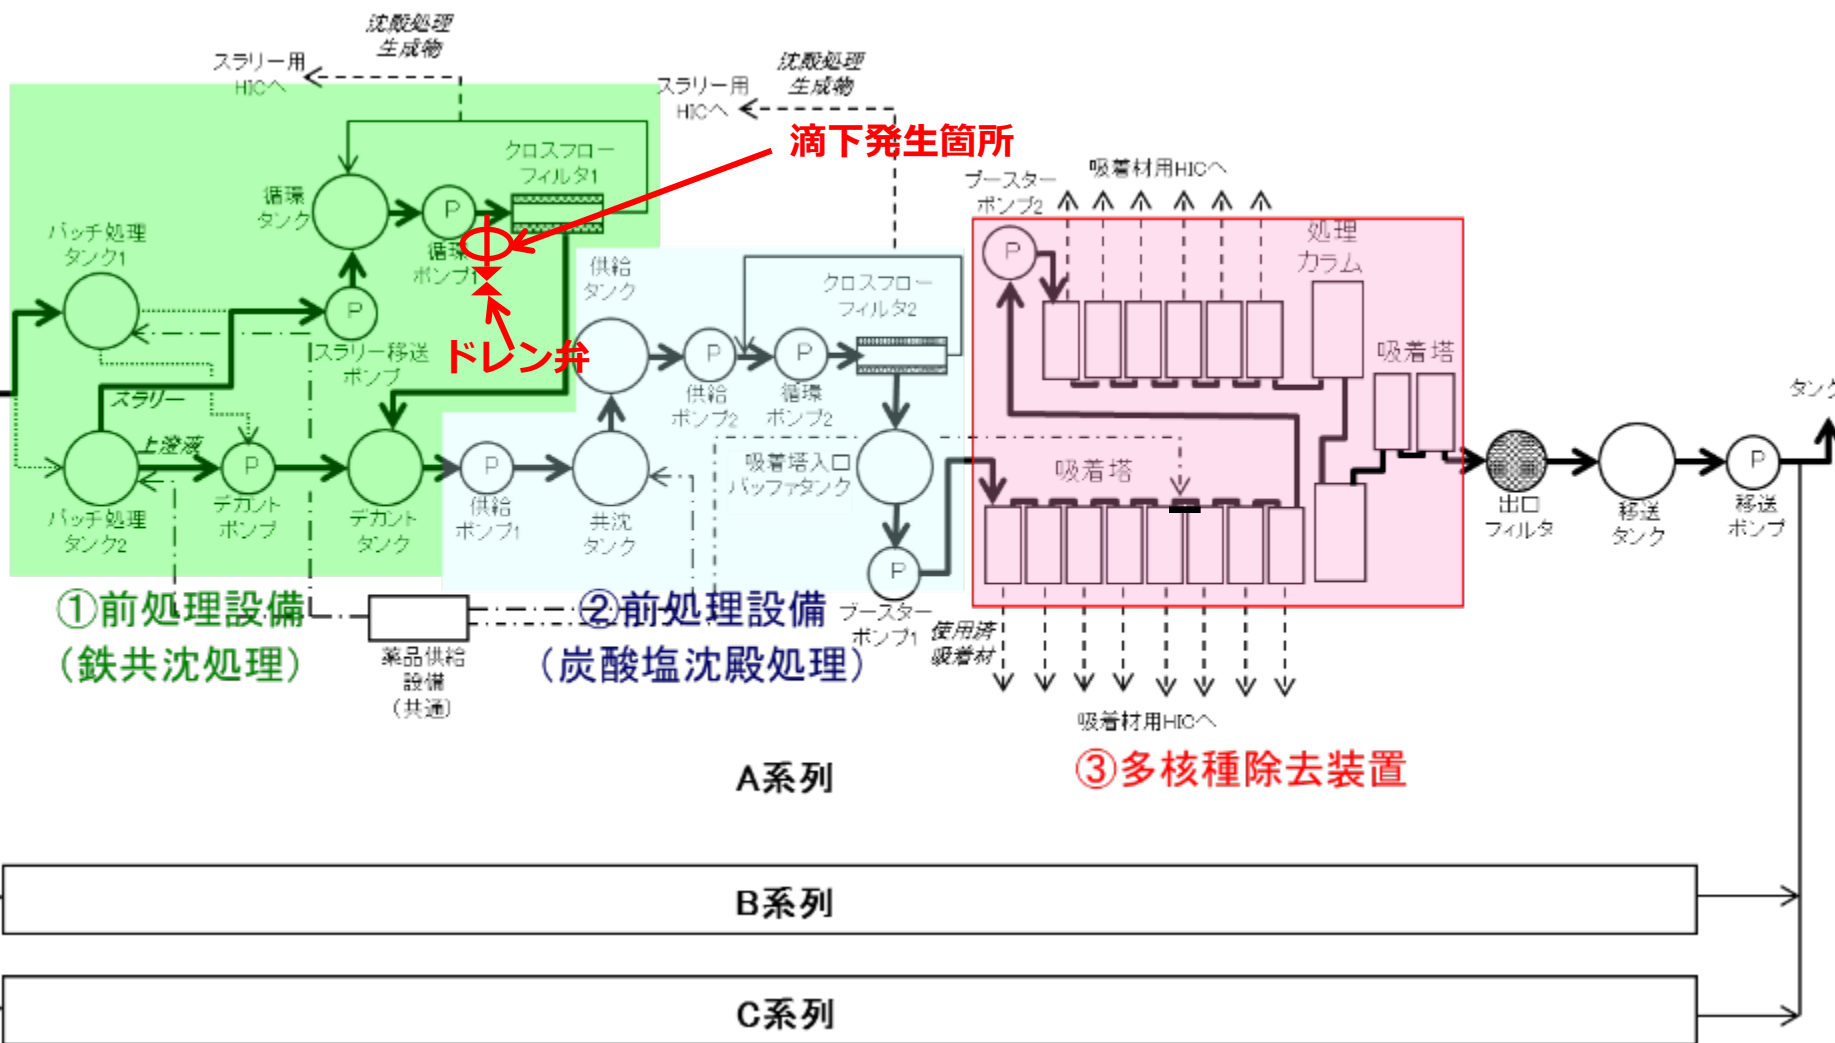 沈殿処理
生成物
スラリー用
HICへ
沈殿処理
生成物
スラリー用
HICへ
滴下発生箇所
クロスフロー
フィルタ1
循環
タンク
P
循環
ポンプ1
バッチ処理
タンク1
P
スラリー移送
ポンプ
ドレン弁
スラリー
上澄液
バッチ処理
タンク2
P
デカント
ポンプ
デカント
タンク
P
供給
ポンプ1
共沈
タンク
供給
タンク
P
供給
ポンプ2
P
循環
ポンプ2
クロスフロー
フィルタ2
吸着塔入口
バッファタンク
P
ブースター
ポンプ1
ブースター
ポンプ2
P
吸着材用HICへ
処理
カラム
吸着塔
吸着塔
使用済
吸着材
吸着材用HICへ
出口
フィルタ
移送
タンク
P
移送
ポンプ
タンク
①前処理設備
（鉄共沈処理）
薬品供給
設備
（共通）
②前処理設備
（炭酸塩沈殿処理）
③多核種除去装置
A系列
B系列
C系列